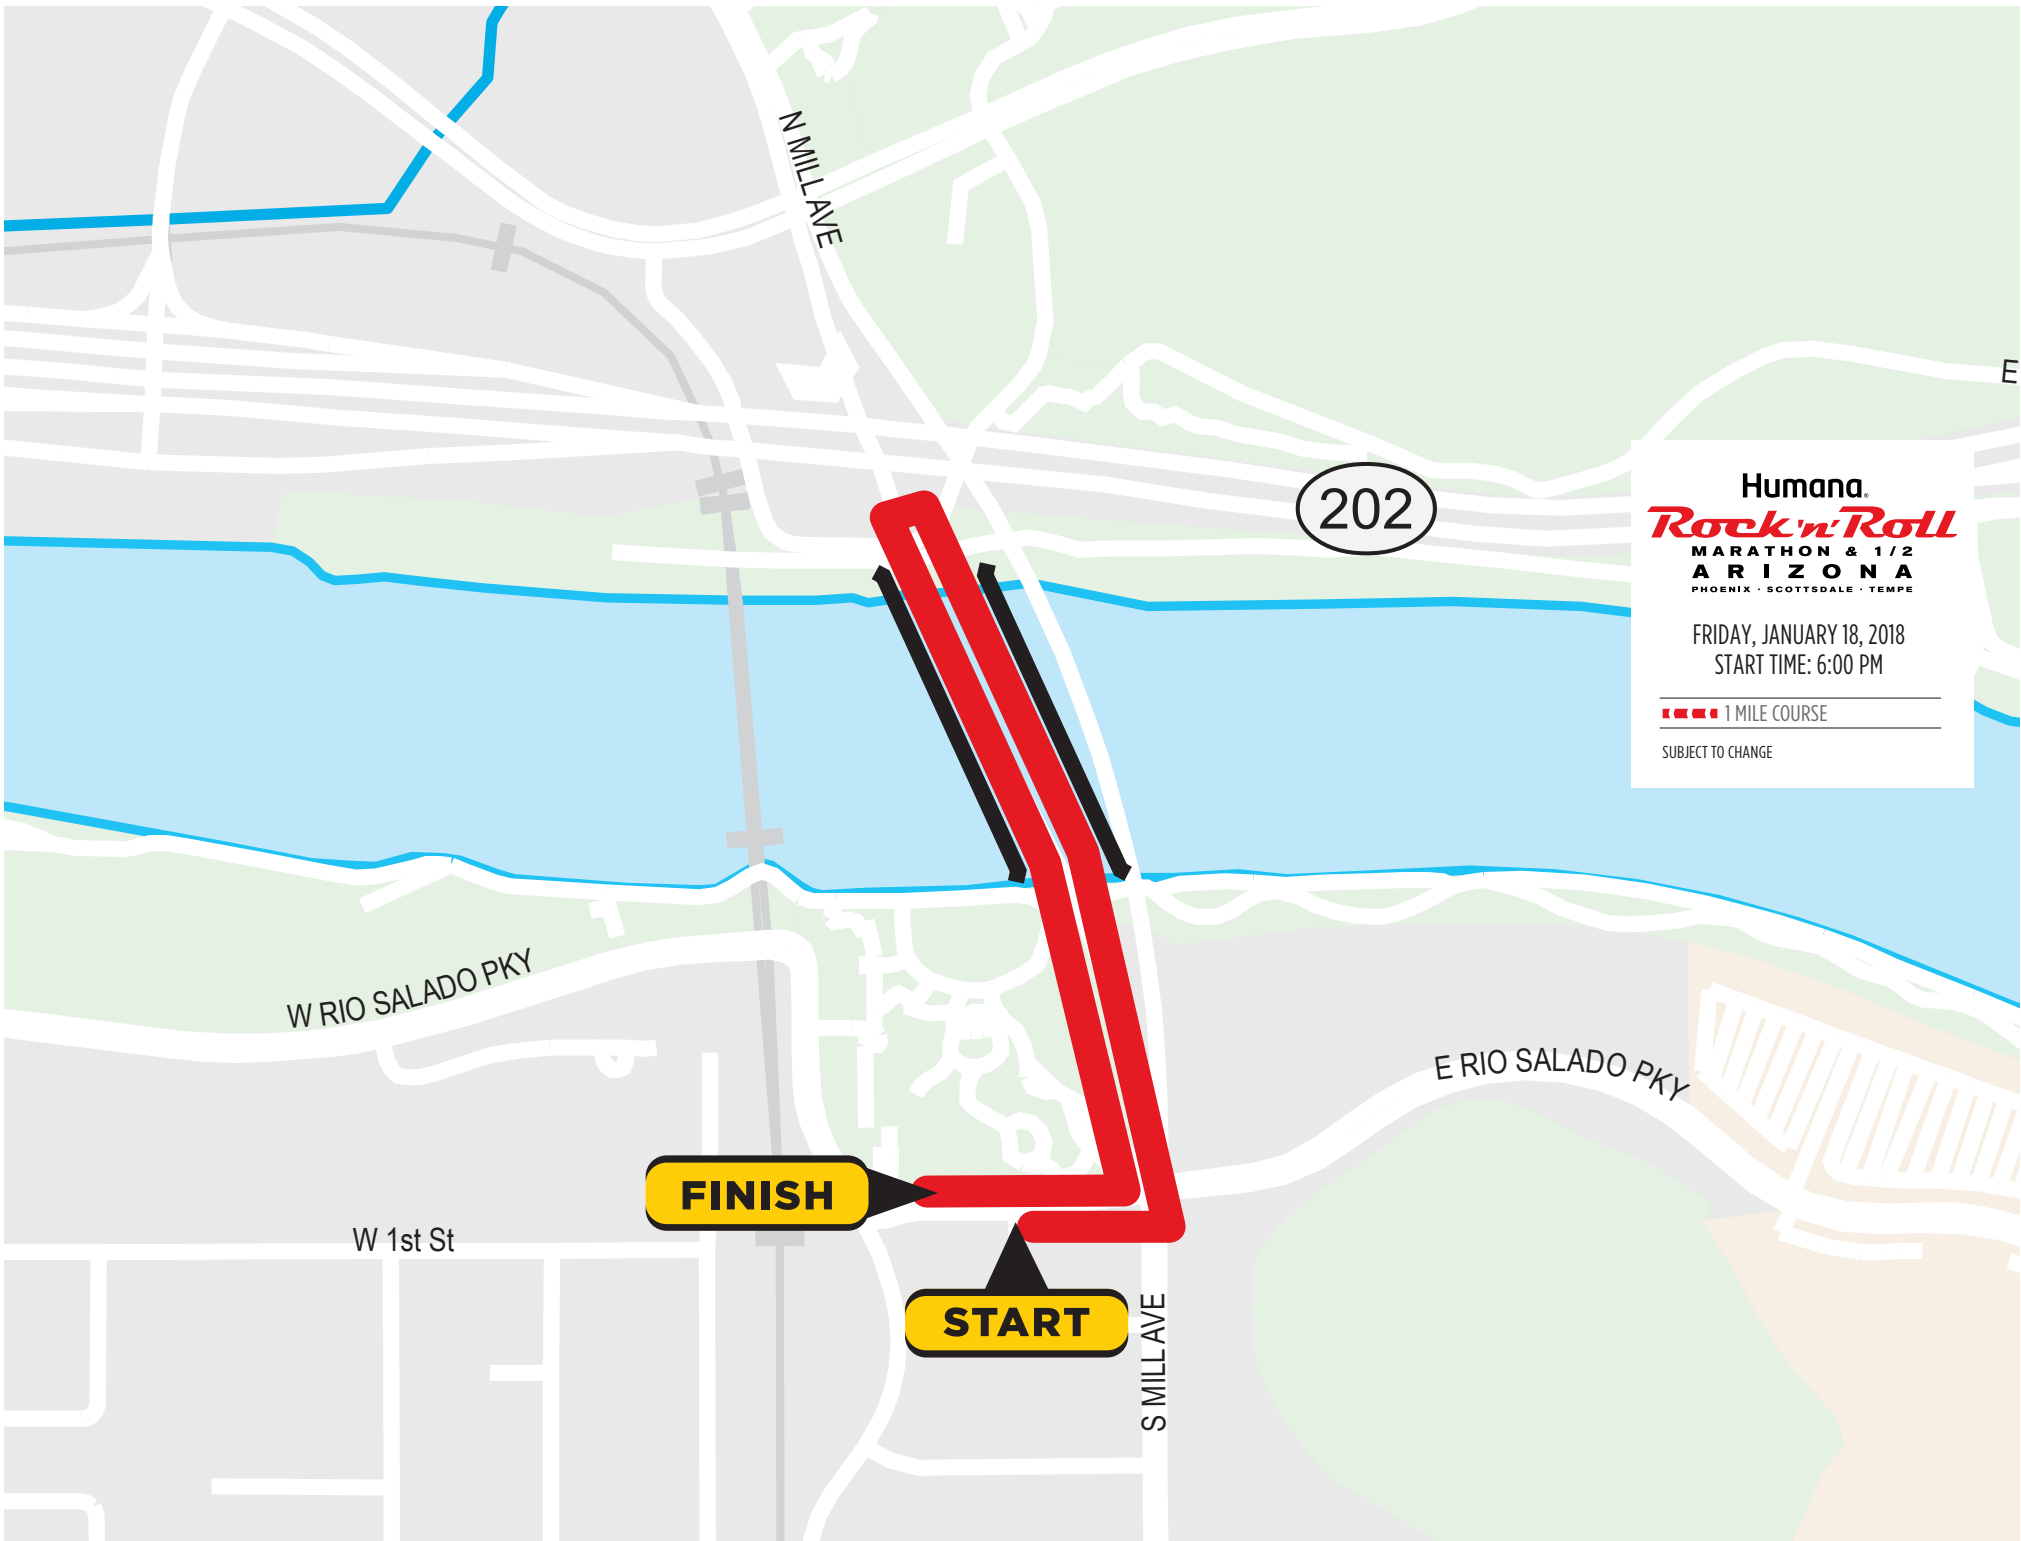 N MILL AVE
E
202
Humana®
Rock 'n' Roll
MARATHON & 1/2
ARIZONA
PHOENIX · SCOTTSDALE · TEMPE
FRIDAY, JANUARY 18, 2018
START TIME: 6:00 PM
1 MILE COURSE
SUBJECT TO CHANGE
W RIO SALADO PKY
E RIO SALADO PKY
FINISH
W 1st St
START
S MILL AVE